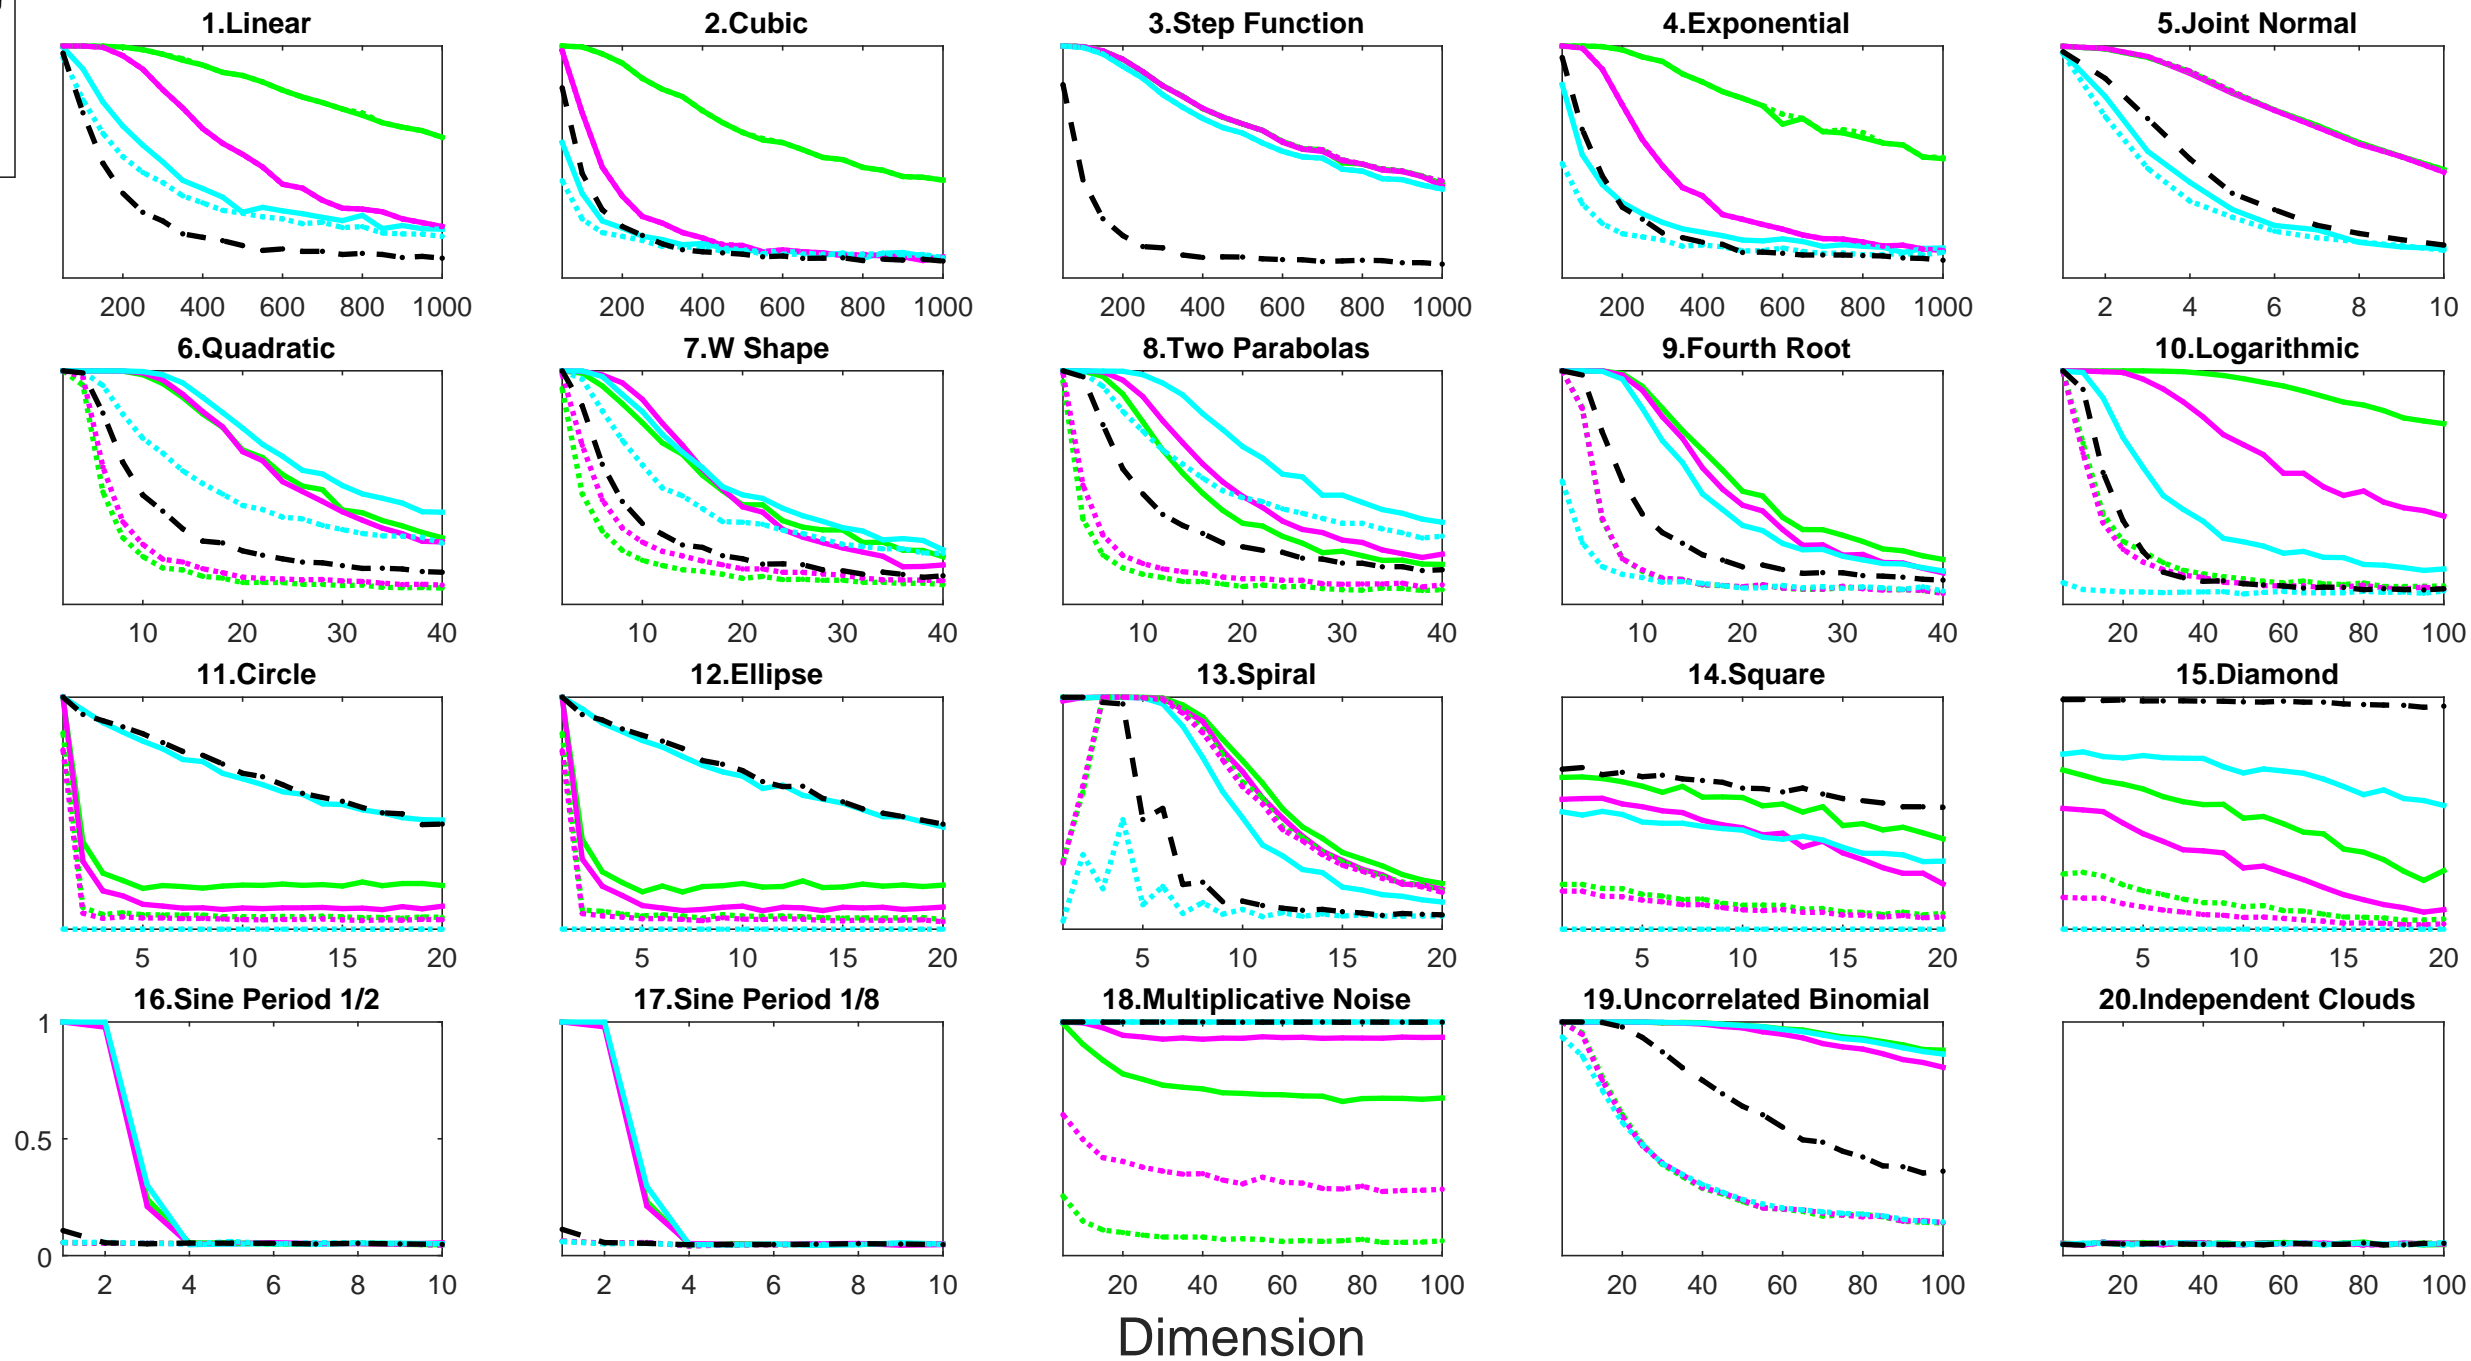 1.Linear 2.Cubic 3.Step Function 4.Exponential 5.Joint Normal
200 400 600 800 1000 200 400 600 800 1000 200 400 600 800 1000 200 400 600 800 1000 2 4 6 8 10
6.Quadratic 7.W Shape 8.Two Parabolas 9.Fourth Root 10.Logarithmic
10 20 30 40 10 20 30 40 10 20 30 40 10 20 30 40 20 40 60 80 100
11.Circle 12.Ellipse 13.Spiral 14.Square 15.Diamond
5 10 15 20 5 10 15 20 5 10 15 20 5 10 15 20 5 10 15 20
16.Sine Period 1/2 17.Sine Period 1/8 18.Multiplicative Noise 19.Uncorrelated Binomial 20.Independent Clouds
1
0.5
0
2 4 6 8 10 2 4 6 8 10 20 40 60 80 100 20 40 60 80 100 20 40 60 80 100
Dimension